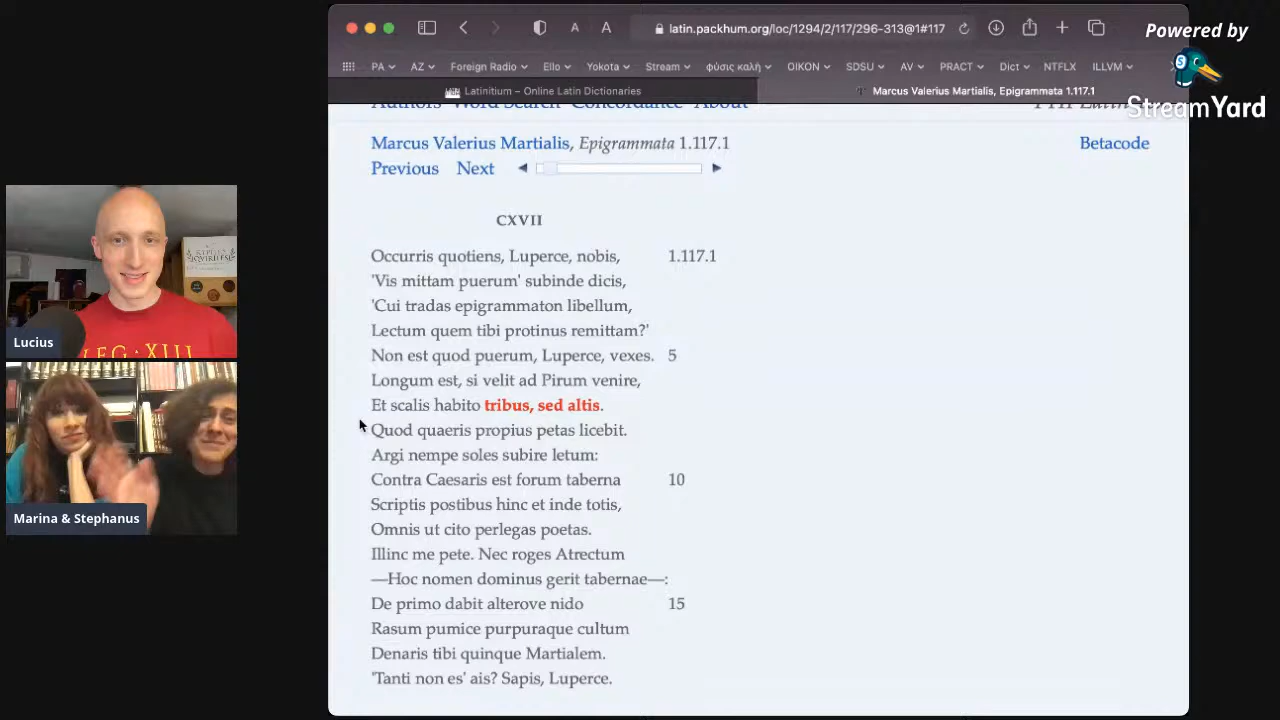 Powered by
StreamYard
latin.packhum.org/loc/1294/2/117/296-313@1#117
A A
PA AZ Foreign Radio Ello Yokota Stream φύσις καλή OIKON SDSU AV PRACT Dict NTFLX ILLVM
Latinitium – Online Latin Dictionaries
Marcus Valerius Martialis, Epigrammata 1.117.1
Authors Word Search Concordance About
Marcus Valerius Martialis, Epigrammata 1.117.1
Betacode
Previous Next
CXVII
Occurris quotiens, Luperce, nobis, 1.117.1
'Vis mittam puerum' subinde dicis,
'Cui tradas epigrammaton libellum,
Lectum quem tibi protinus remittam?'
Non est quod puerum, Luperce, vexes. 5
Longum est, si velit ad Pirum venire,
Et scalis habito tribus, sed altis.
Quod quaeris propius petas licebit.
Argi nempe soles subire letum:
Contra Caesaris est forum taberna 10
Scriptis postibus hinc et inde totis,
Omnis ut cito perlegas poetas.
Illinc me pete. Nec roges Atrectum
—Hoc nomen dominus gerit tabernae—:
De primo dabit alterove nido 15
Rasum pumice purpuraque cultum
Denaris tibi quinque Martialem.
'Tanti non es' ais? Sapis, Luperce.
Lucius
LEG XIII
Marina & Stephanus